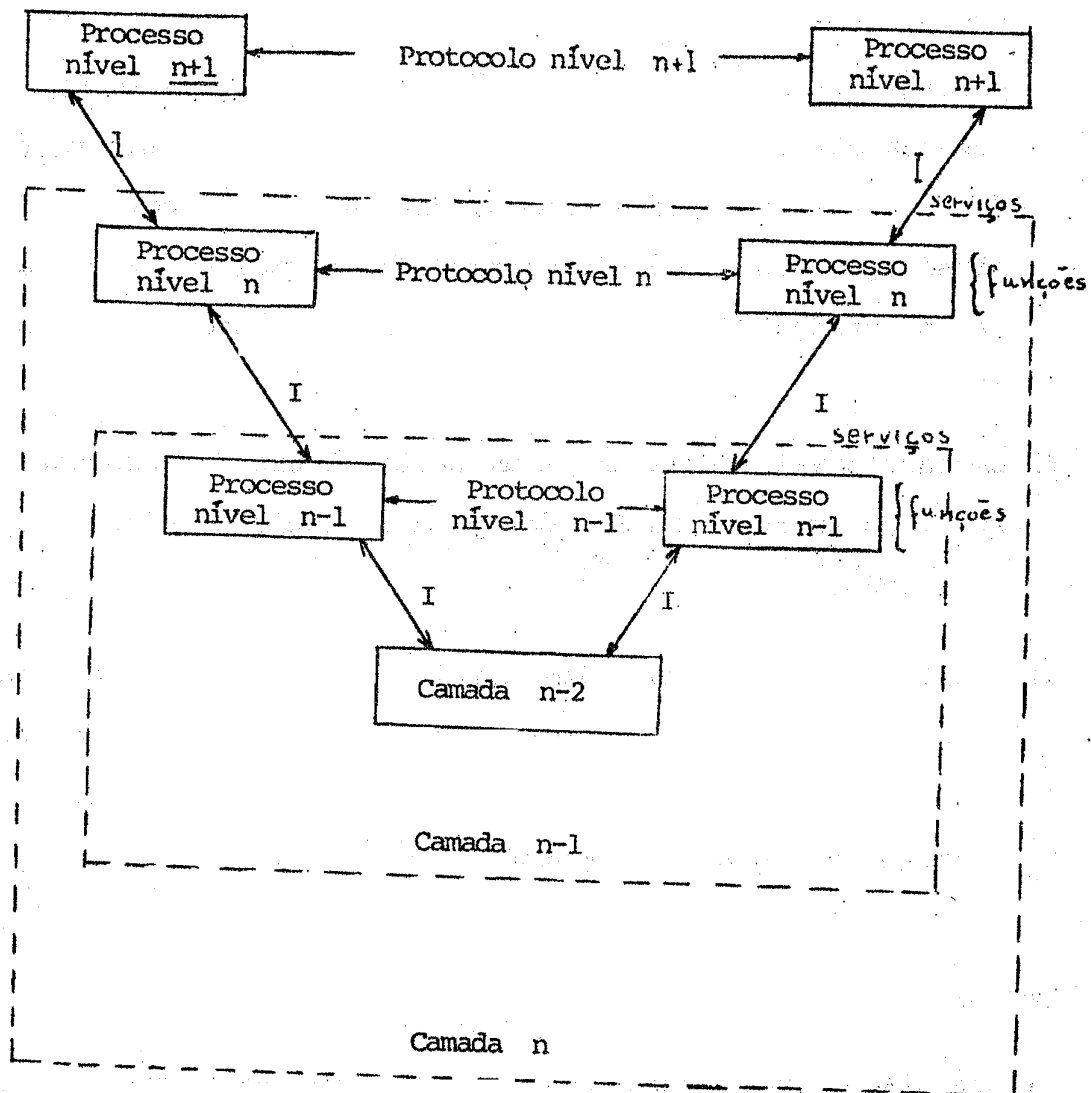 Processo
nível n+1
Protocolo nível n+1
Processo
nível n+1
I
I
serviços
Processo
nível n
Protocolo nível n
Processo
nível n
{funções
I
I
serviços
Processo
nível n-1
Protocolo
nível n-1
Processo
nível n-1
{funções
I
I
Camada n-2
Camada n-1
Camada n